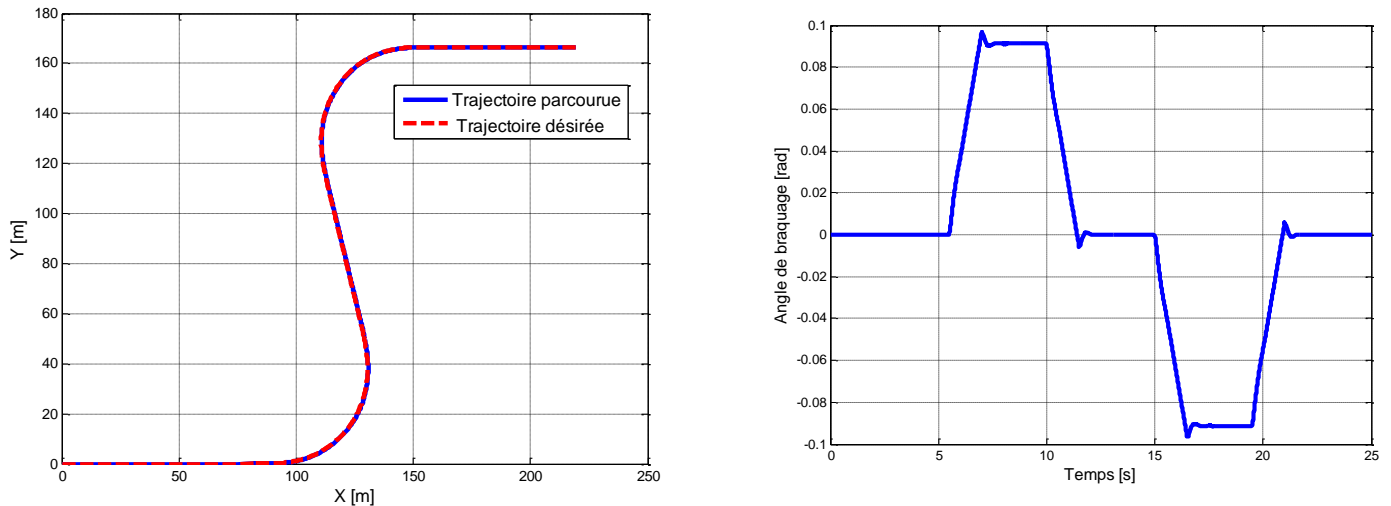 180
160
140
120
100
80
60
40
20
0
Y [m]
0 50 100 150 200 250
X [m]
Trajectoire parcourue
Trajectoire désirée
0.1
0.08
0.06
0.04
0.02
0
-0.02
-0.04
-0.06
-0.08
-0.1
Angle de braquage [rad]
0 5 10 15 20 25
Temps [s]